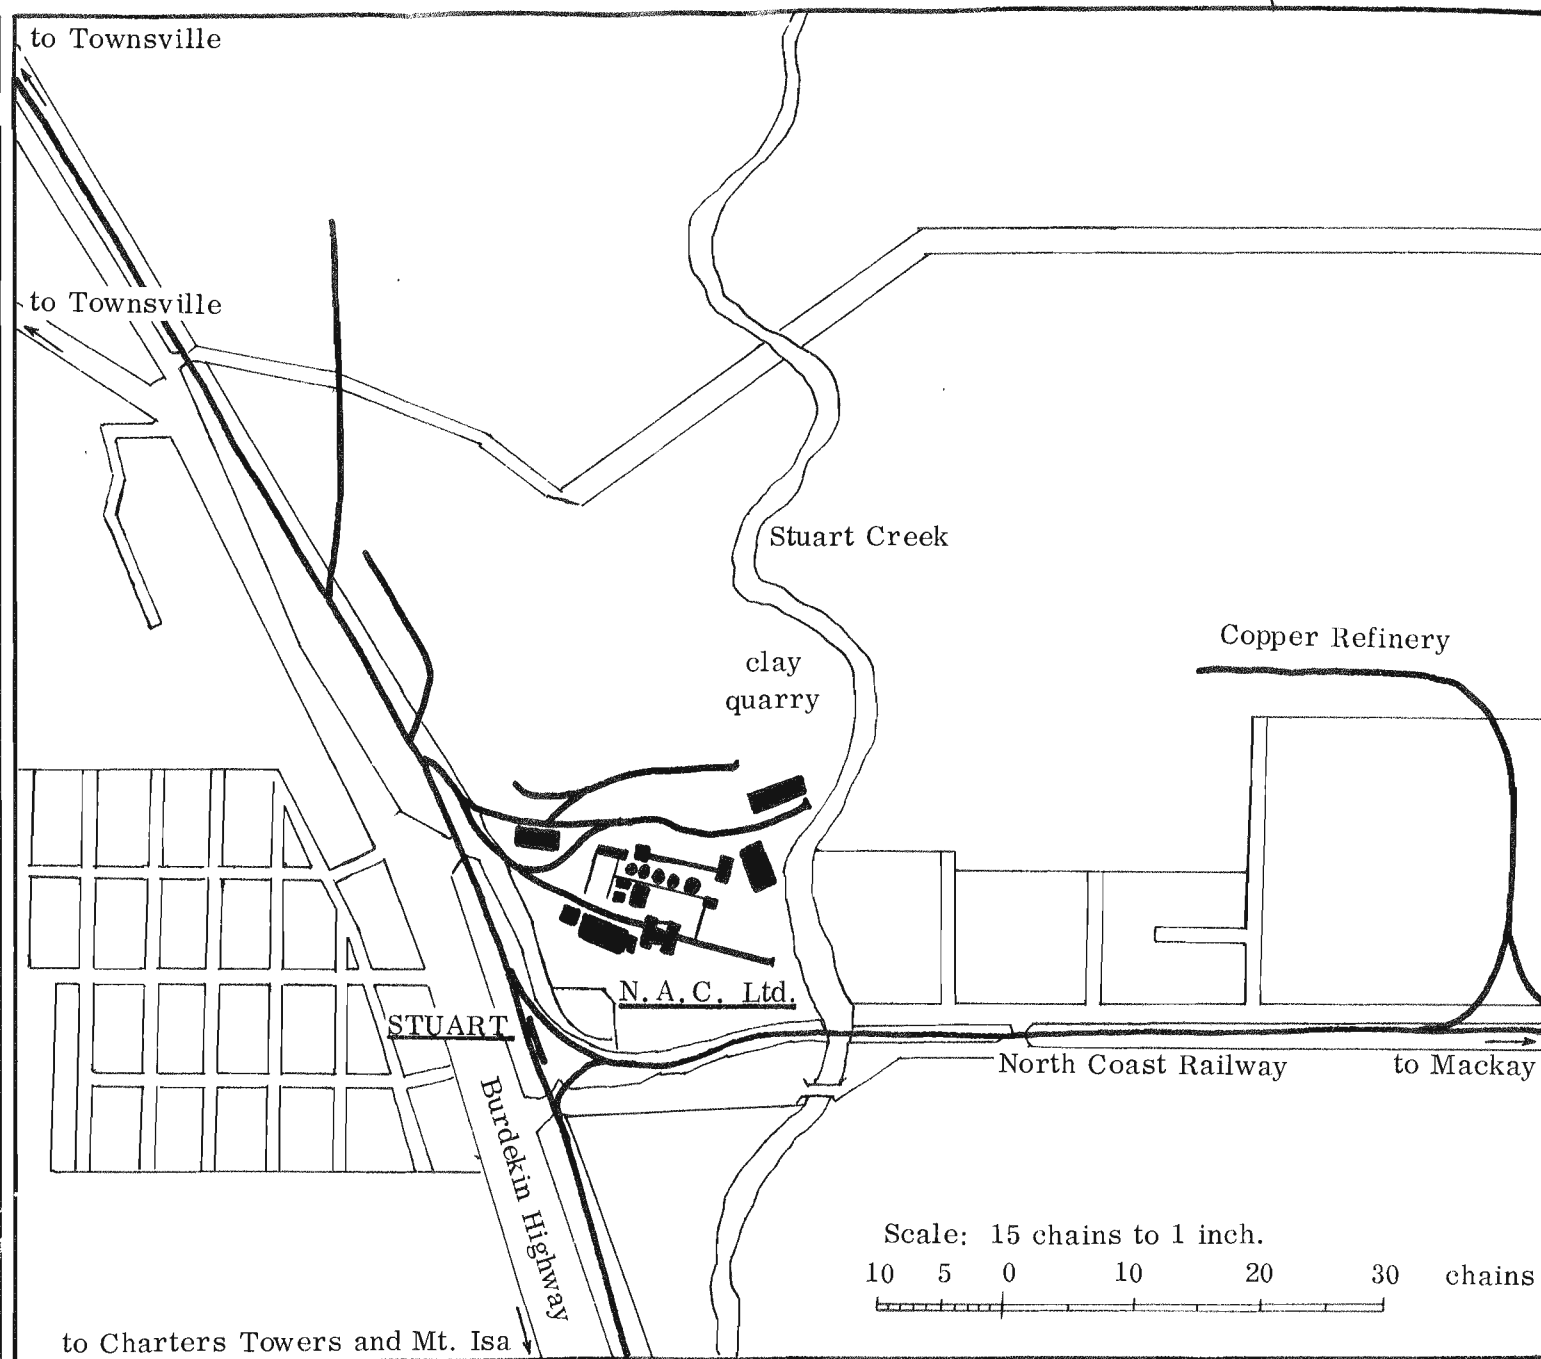 to Townsville
to Townsville
Stuart Creek
Copper Refinery
clay
quarry
N.A.C. Ltd.
STUART
North Coast Railway
to Mackay
Burdekin Highway
Scale: 15 chains to 1 inch.
10 5 0 10 20 30 chains
to Charters Towers and Mt. Isa